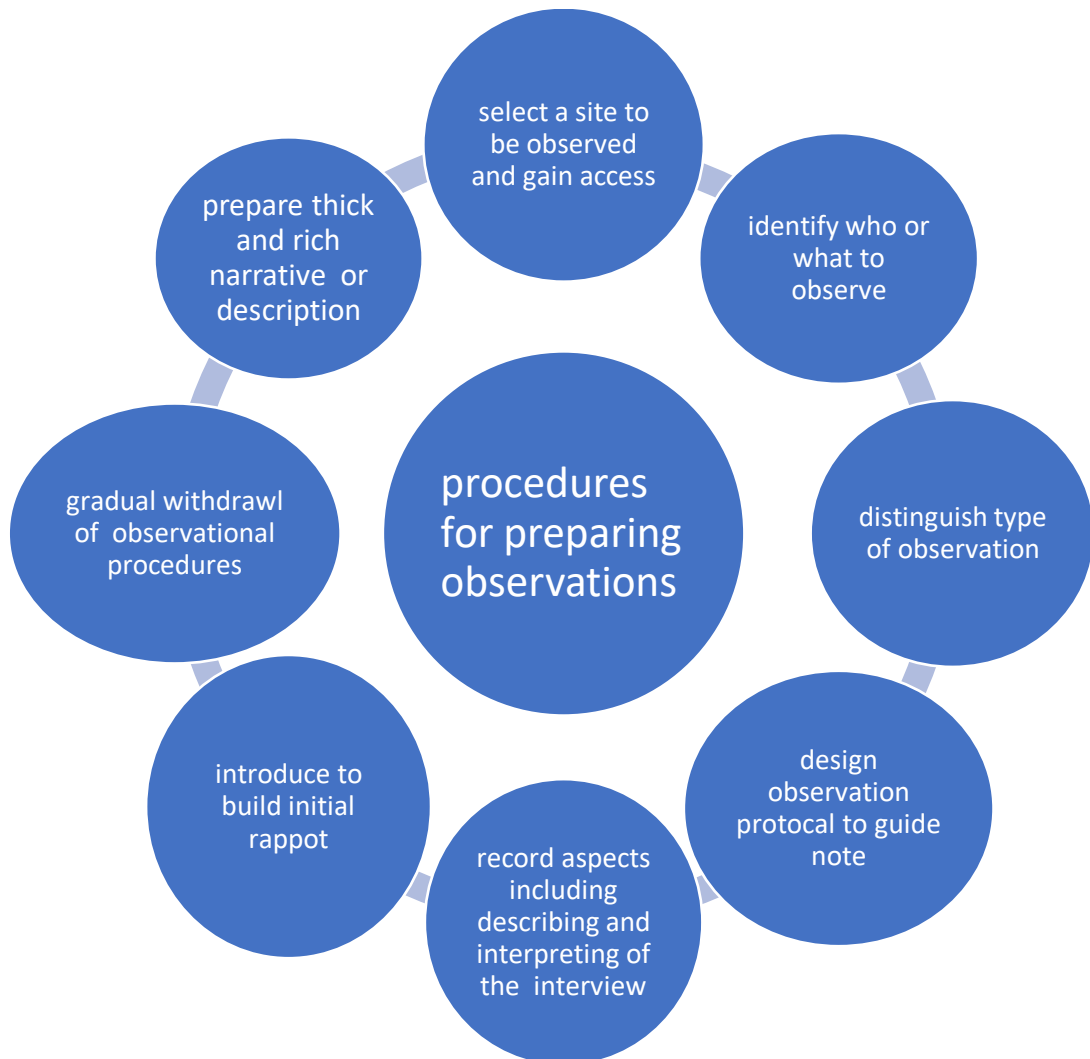 select a site to
be observed
and gain access
identify who or
what to
observe
distinguish type
of observation
design
observation
protocal to guide
note
record aspects
including
describing and
interpreting of
the interview
introduce to
build initial
rappot
gradual withdrawl
of observational
procedures
prepare thick
and rich
narrative or
description
procedures
for preparing
observations